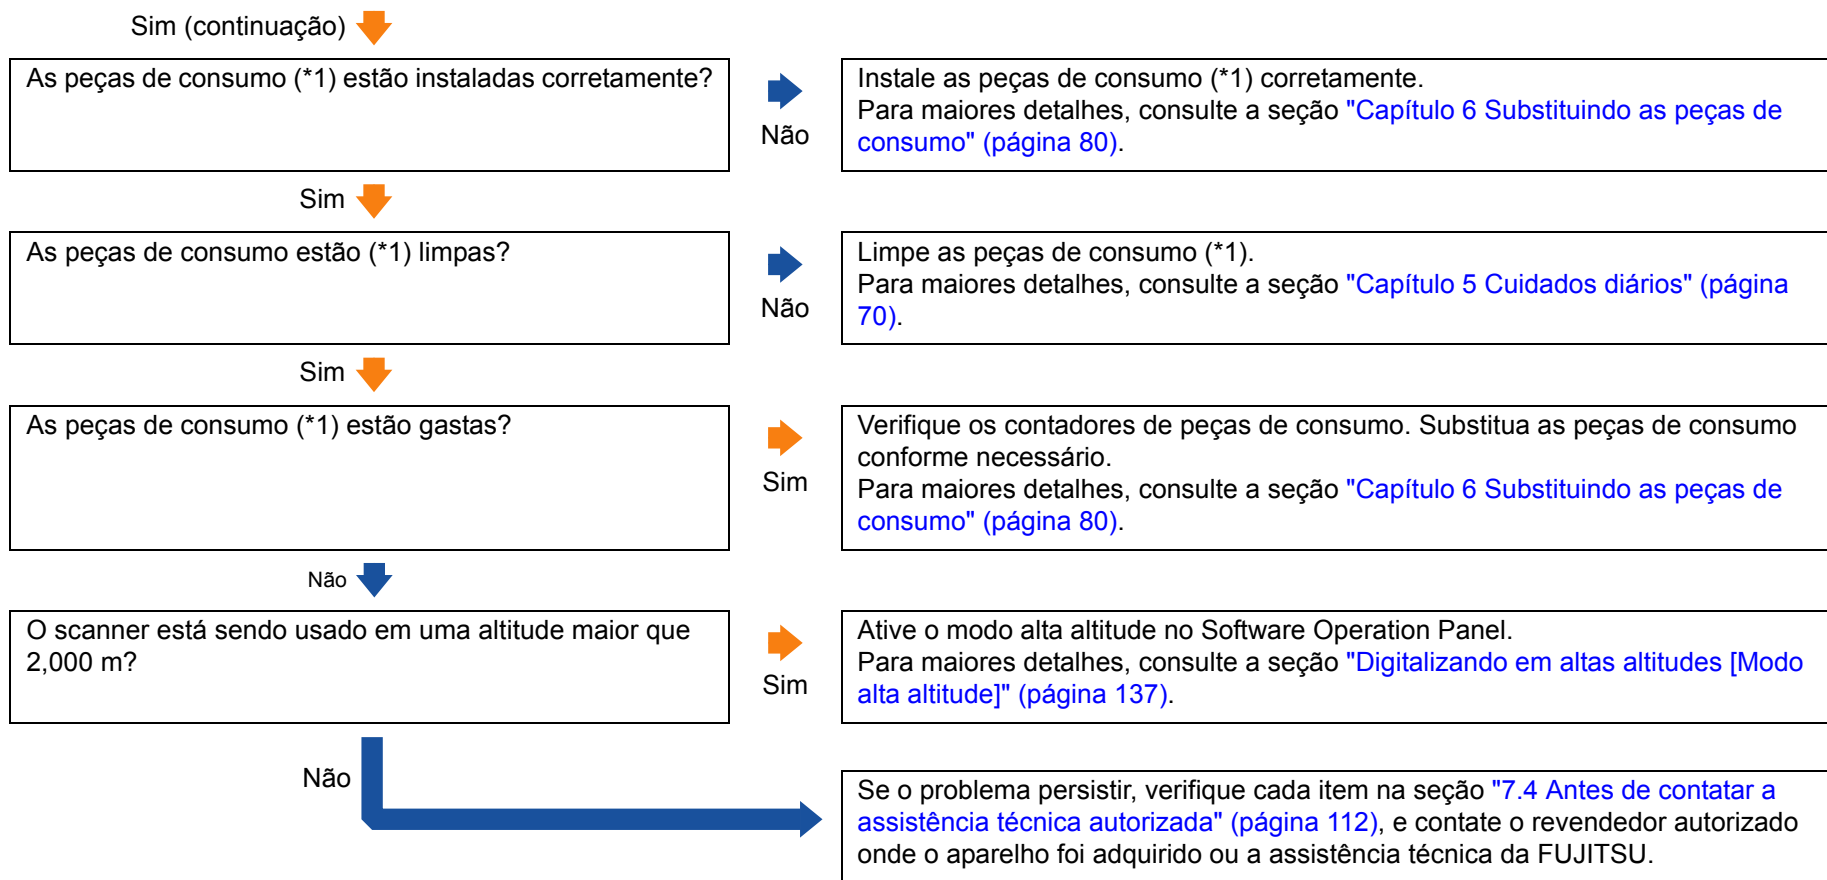 Sim (continuação)
As peças de consumo (*1) estão instaladas corretamente?
Não
Instale as peças de consumo (*1) corretamente.
Para maiores detalhes, consulte a seção "Capítulo 6 Substituindo as peças de
consumo" (página 80).
Sim
As peças de consumo estão (*1) limpas?
Não
Limpe as peças de consumo (*1).
Para maiores detalhes, consulte a seção "Capítulo 5 Cuidados diários" (página
70).
Sim
As peças de consumo (*1) estão gastas?
Sim
Verifique os contadores de peças de consumo. Substitua as peças de consumo
conforme necessário.
Para maiores detalhes, consulte a seção "Capítulo 6 Substituindo as peças de
consumo" (página 80).
Não
O scanner está sendo usado em uma altitude maior que
2,000 m?
Sim
Ative o modo alta altitude no Software Operation Panel.
Para maiores detalhes, consulte a seção "Digitalizando em altas altitudes [Modo
alta altitude]" (página 137).
Não
Se o problema persistir, verifique cada item na seção "7.4 Antes de contatar a
assistência técnica autorizada" (página 112), e contate o revendedor autorizado
onde o aparelho foi adquirido ou a assistência técnica da FUJITSU.